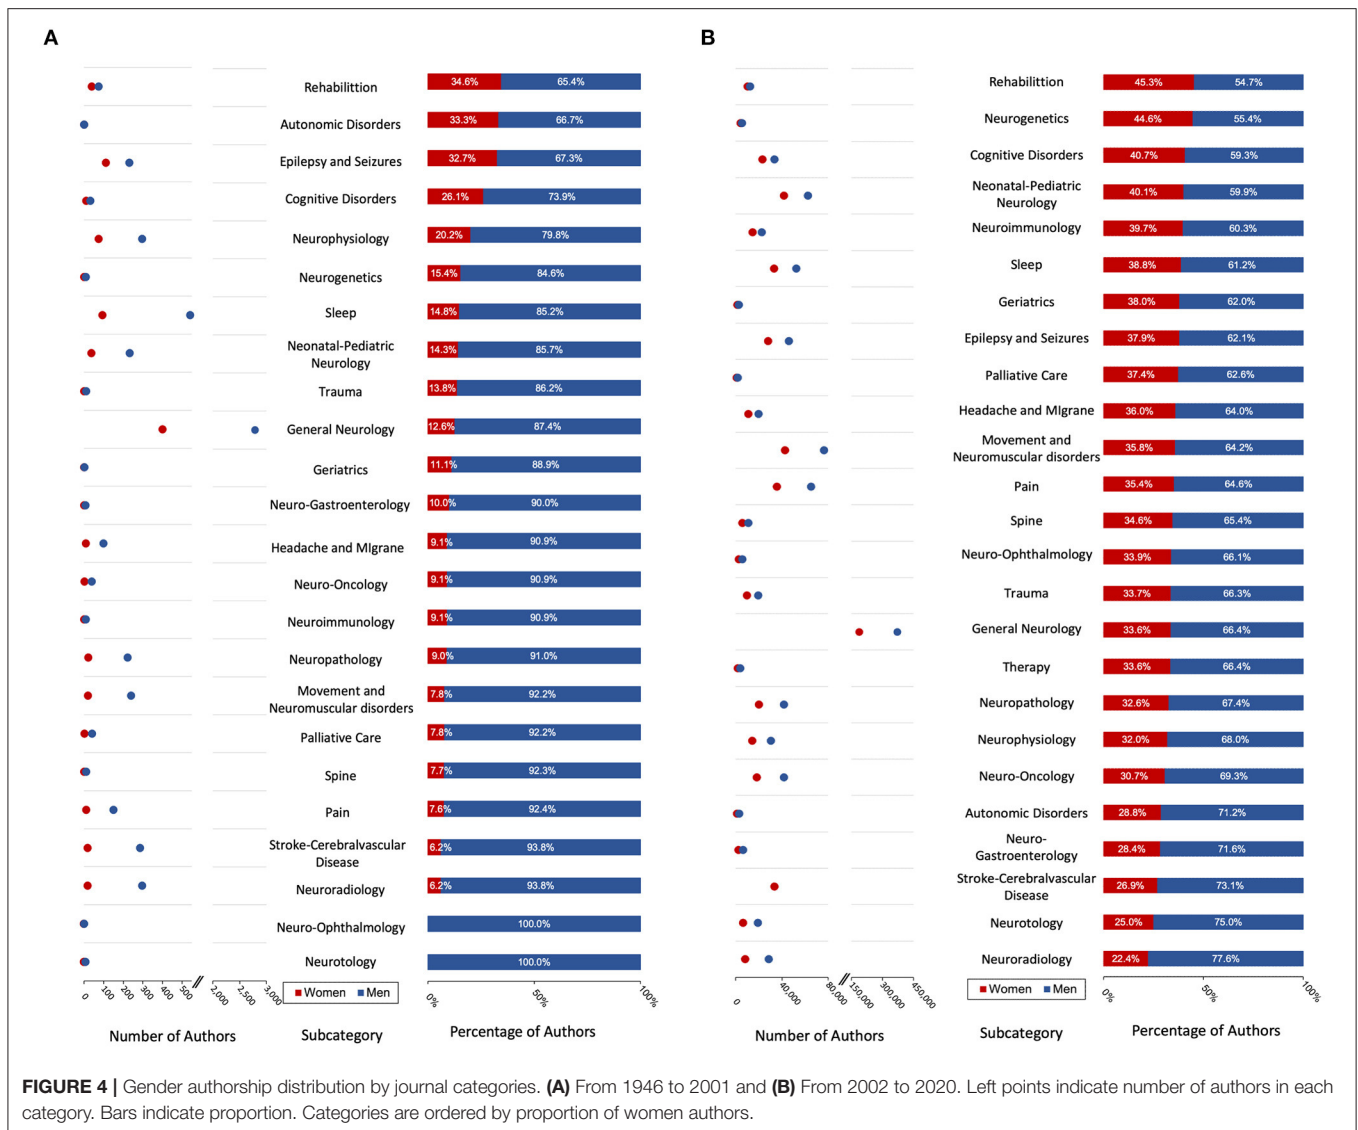 A
Rehabilittion 34.6% 65.4%
Autonomic Disorders 33.3% 66.7%
Epilepsy and Seizures 32.7% 67.3%
Cognitive Disorders 26.1% 73.9%
Neurophysiology 20.2% 79.8%
Neurogenetics 15.4% 84.6%
Sleep 14.8% 85.2%
Neonatal-Pediatric
Neurology 14.3% 85.7%
Trauma 13.8% 86.2%
General Neurology 12.6% 87.4%
Geriatrics 11.1% 88.9%
Neuro-Gastroenterology 10.0% 90.0%
Headache and MIgrane 9.1% 90.9%
Neuro-Oncology 9.1% 90.9%
Neuroimmunology 9.1% 90.9%
Neuropathology 9.0% 91.0%
Movement and
Neuromuscular disorders 7.8% 92.2%
Palliative Care 7.8% 92.2%
Spine 7.7% 92.3%
Pain 7.6% 92.4%
Stroke-Cerebralvascular
Disease 6.2% 93.8%
Neuroradiology 6.2% 93.8%
Neuro-Ophthalmology 100.0%
Neurotology 100.0%
0 100 200 300 400 500 // 2,000 2,500 3,000
Women Men
0% 50% 100%
Number of Authors Subcategory Percentage of Authors
B
Rehabilittion 45.3% 54.7%
Neurogenetics 44.6% 55.4%
Cognitive Disorders 40.7% 59.3%
Neonatal-Pediatric
Neurology 40.1% 59.9%
Neuroimmunology 39.7% 60.3%
Sleep 38.8% 61.2%
Geriatrics 38.0% 62.0%
Epilepsy and Seizures 37.9% 62.1%
Palliative Care 37.4% 62.6%
Headache and MIgrane 36.0% 64.0%
Movement and
Neuromuscular disorders 35.8% 64.2%
Pain 35.4% 64.6%
Spine 34.6% 65.4%
Neuro-Ophthalmology 33.9% 66.1%
Trauma 33.7% 66.3%
General Neurology 33.6% 66.4%
Therapy 33.6% 66.4%
Neuropathology 32.6% 67.4%
Neurophysiology 32.0% 68.0%
Neuro-Oncology 30.7% 69.3%
Autonomic Disorders 28.8% 71.2%
Neuro-
Gastroenterology 28.4% 71.6%
Stroke-Cerebralvascular
Disease 26.9% 73.1%
Neurotology 25.0% 75.0%
Neuroradiology 22.4% 77.6%
0 40,000 80,000 // 150,000 300,000 450,000
Women Men
0% 50% 100%
Number of Authors Subcategory Percentage of Authors
FIGURE 4 | Gender authorship distribution by journal categories. (A) From 1946 to 2001 and (B) From 2002 to 2020. Left points indicate number of authors in each
category. Bars indicate proportion. Categories are ordered by proportion of women authors.